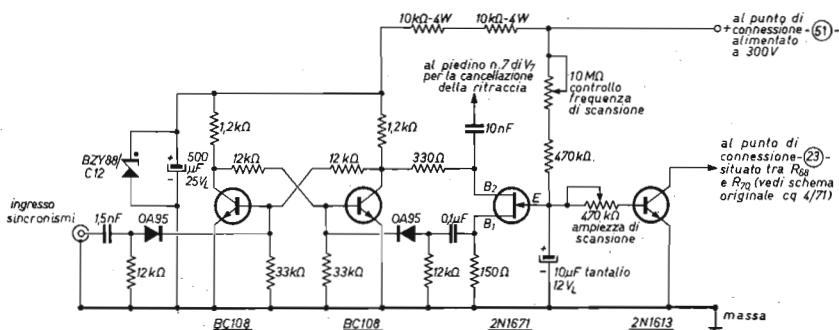 10kΩ-4W
10kΩ-4W
al punto di
connessione-(51)-
alimentato
a 300V
al piedino n.7 di V7
per la cancellazione
della ritraccia
10MΩ
controllo
frequenza
di scansione
1,2kΩ
1,2kΩ
10nF
BZY88/
C12
500
µF
25VL
12kΩ
12kΩ
330Ω
470kΩ
al punto di
connessione-(23)-
situato tra R68
e R70 (vedi schema
originale cq 4/71)
B2
E
B1
ingresso
sincronismi
1,5nF
OA95
OA95
0,1µF
470 kΩ
ampiezza di
scansione
12kΩ
33kΩ
33kΩ
12kΩ
150Ω
10µF tantalio
12VL
massa
BC108
BC108
2N1671
2N1613